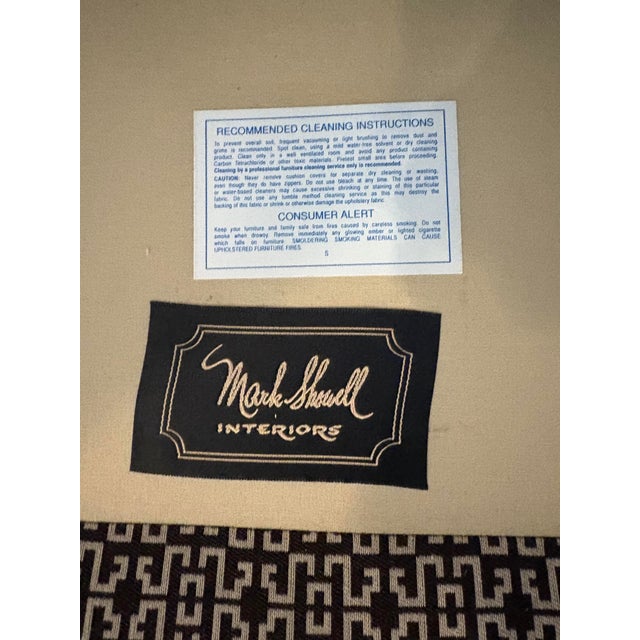 RECOMMENDED CLEANING INSTRUCTIONS
To prevent overall soil, frequent vacuuming or light brushing to remove dust and
grime is recommended. Spot clean, using a mild water-free solvent or dry cleaning
product. Clean only in a well ventilated room and avoid any product containing
Carbon Tetrachloride or other toxic materials. Pretest small area before proceeding.
Cleaning by a professional furniture cleaning service only is recommended.
CAUTION: Never remove cushion covers for separate dry cleaning or washing,
even though they do have zippers. Do not use bleach at any time. The use of steam
or water-based cleaners may cause excessive shrinking or staining of this particular
fabric. Do not use any tumble method cleaning service as this may destroy the
backing of this fabric or shrink or otherwise damage the upholstery fabric.
CONSUMER ALERT
Keep your furniture and family safe from fires caused by careless smoking. Do not
smoke when drowsy. Remove immediately any glowing ember or lighted cigarette
which falls on furniture. SMOLDERING SMOKING MATERIALS CAN CAUSE
UPHOLSTERED FURNITURE FIRES.
S
Mark Showell
INTERIORS